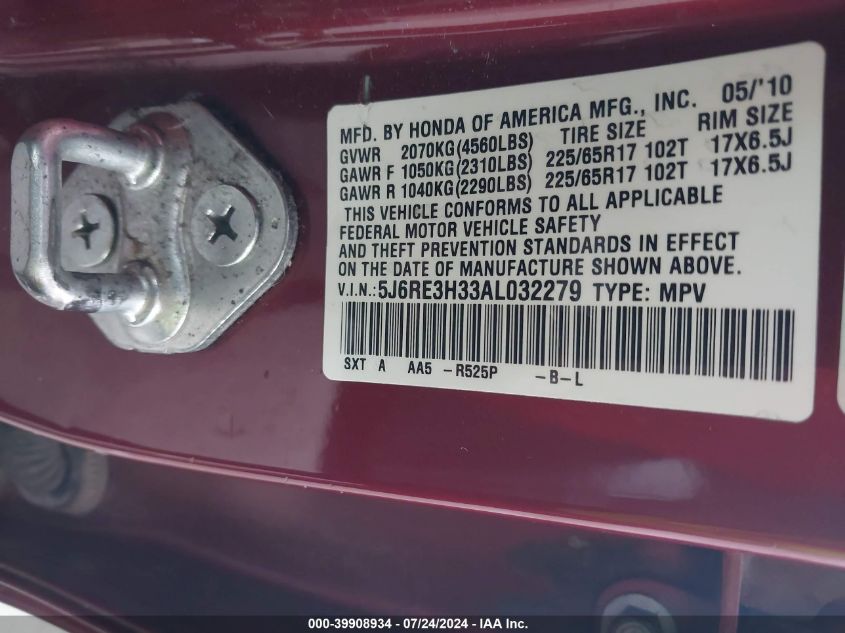 MFD. BY HONDA OF AMERICA MFG., INC. 05/'10
GVWR 2070KG(4560LBS) TIRE SIZE RIM SIZE
GAWR F 1050KG(2310LBS) 225/65R17 102T 17X6.5J
GAWR R 1040KG(2290LBS) 225/65R17 102T 17X6.5J
THIS VEHICLE CONFORMS TO ALL APPLICABLE
FEDERAL MOTOR VEHICLE SAFETY
AND THEFT PREVENTION STANDARDS IN EFFECT
ON THE DATE OF MANUFACTURE SHOWN ABOVE.
V.I.N.:5J6RE3H33AL032279 TYPE: MPV
SXT A AA5 -R525P -B-L
000-39908934 - 07/24/2024 - www.iaai.com